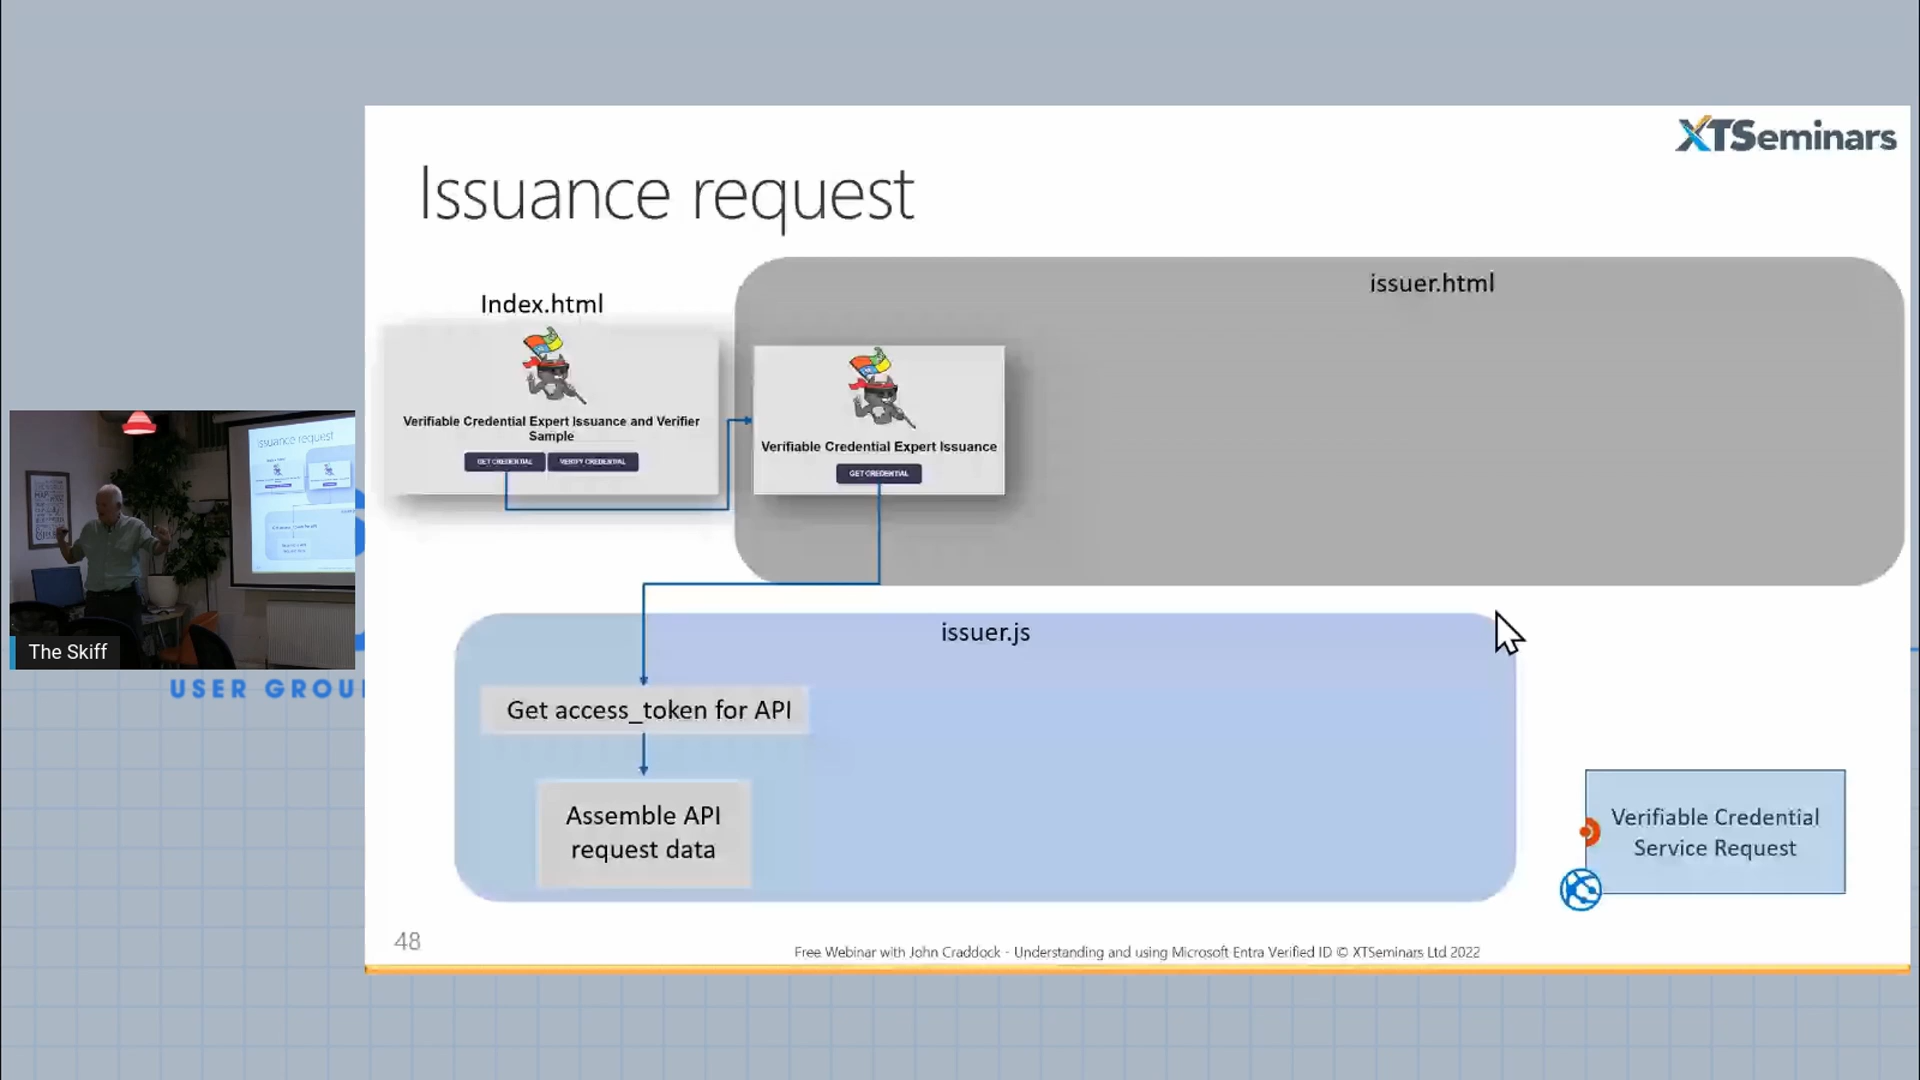 XTSeminars
Issuance request
issuer.html
Index.html
Verifiable Credential Expert Issuance and Verifier
Sample
GET CREDENTIAL
VERIFY CREDENTIAL
Verifiable Credential Expert Issuance
GET CREDENTIAL
issuer.js
Get access_token for API
Assemble API
request data
Verifiable Credential
Service Request
48
Free Webinar with John Craddock - Understanding and using Microsoft Entra Verified ID © XTSeminars Ltd 2022
Issuance request
The Skiff
USER GROU